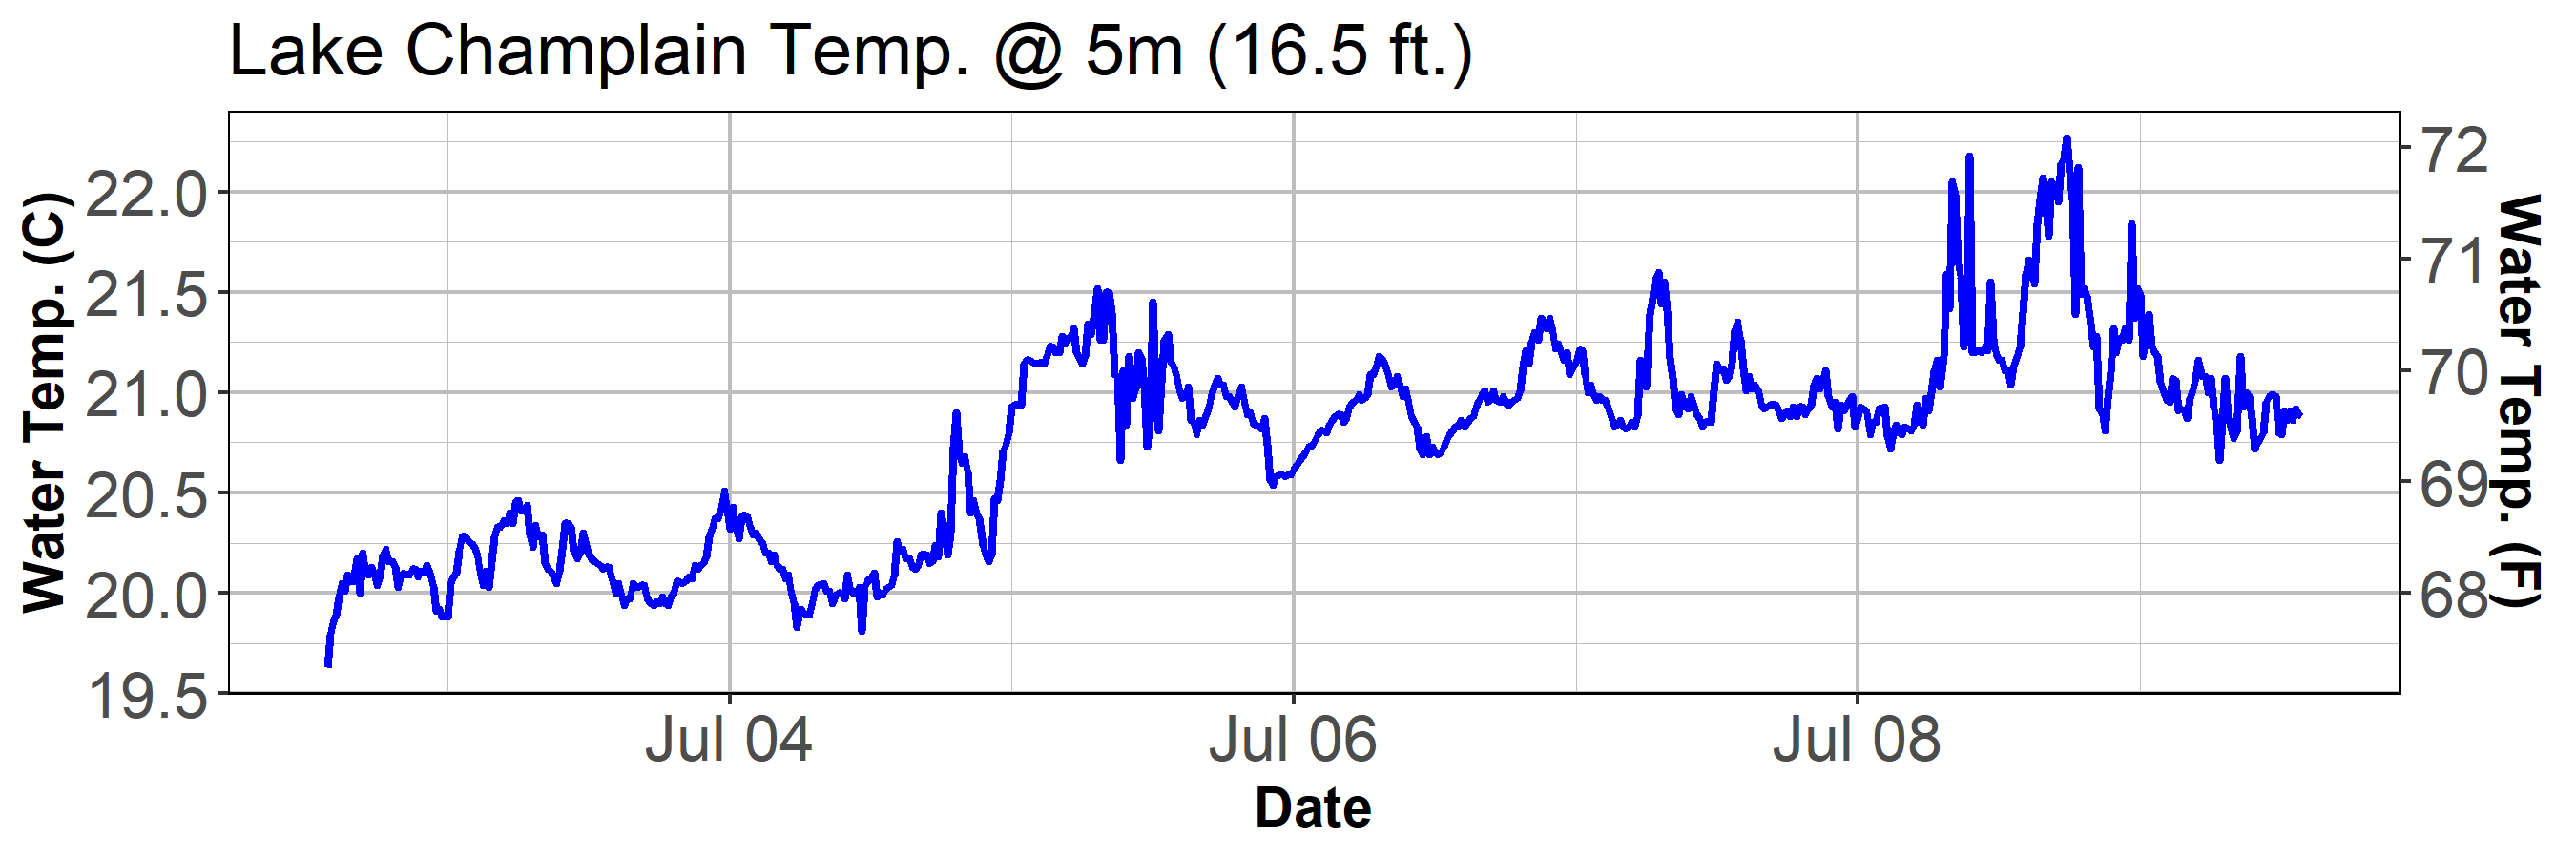 Lake Champlain Temp. @ 5m (16.5 ft.)
Water Temp. (C)
22.0
21.5
21.0
20.5
20.0
19.5
72
71
70
69
68
Water Temp. (F)
Jul 04 Jul 06 Jul 08
Date